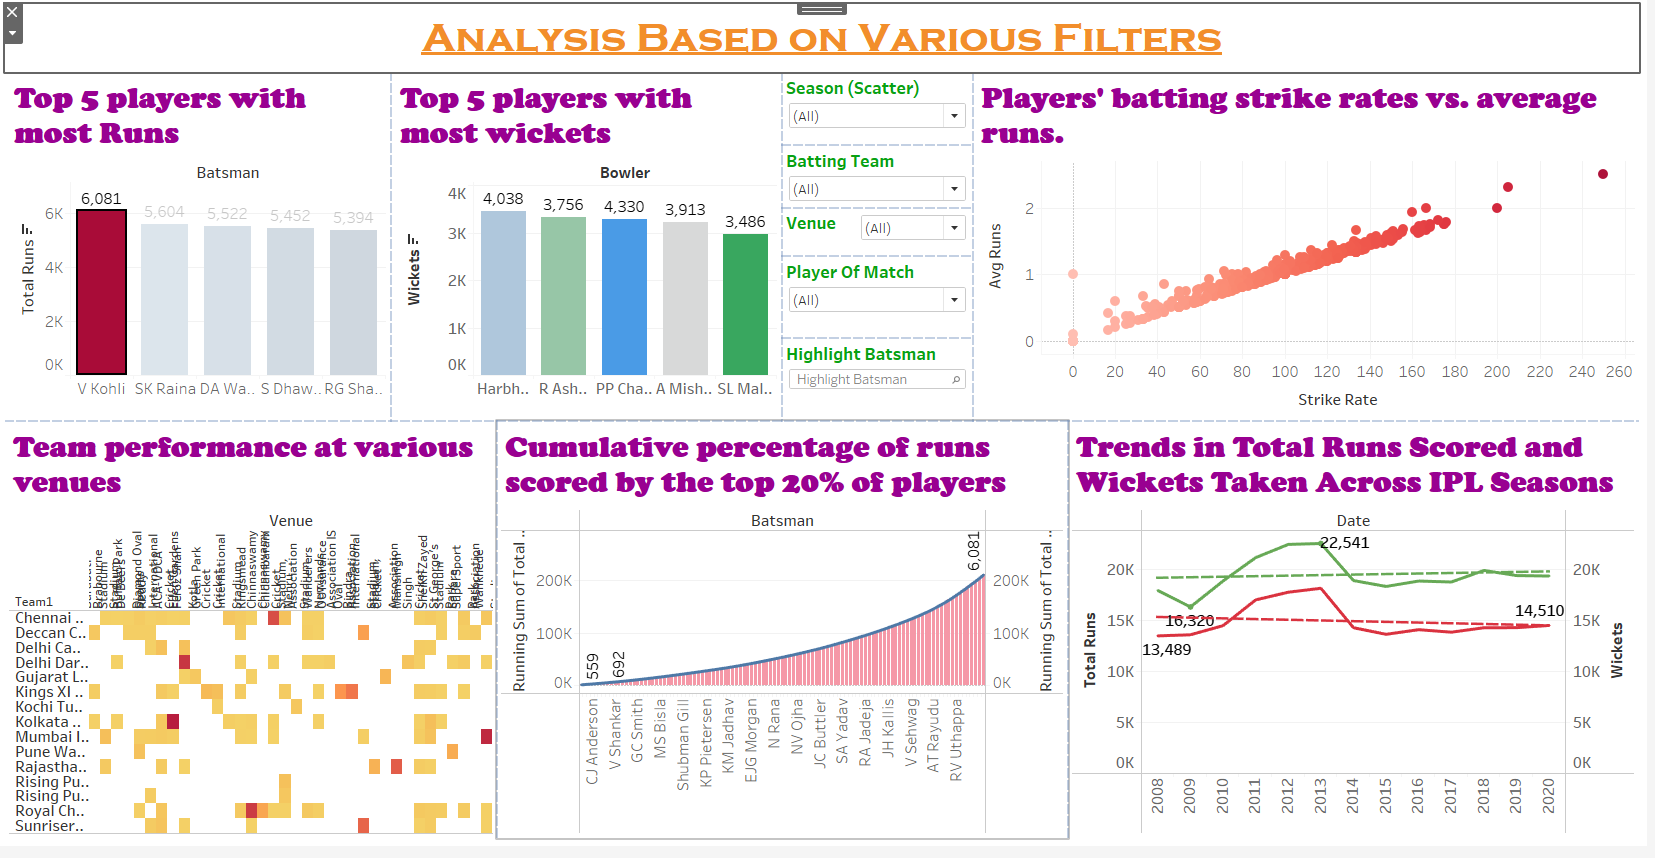 Analysis Based on Various Filters
Top 5 players with
most Runs
Batsman
6,081
5,604
5,522
5,452
5,394
6K
4K
2K
0K
Total Runs
V Kohli
SK Raina
DA Wa..
S Dhaw..
RG Sha..
Top 5 players with
most wickets
Bowler
4,038
3,756
4,330
3,913
3,486
4K
3K
2K
1K
0K
Wickets
Harbh..
R Ash..
PP Cha..
A Mish..
SL Mal..
Season (Scatter)
(All)
Batting Team
(All)
Venue
(All)
Player Of Match
(All)
Highlight Batsman
Highlight Batsman
Players' batting strike rates vs. average
runs.
Avg Runs
2
1
0
0 20 40 60 80 100 120 140 160 180 200 220 240 260
Strike Rate
Team performance at various
venues
Venue
Team1
Chennai ..
Deccan C..
Delhi Ca..
Delhi Dar..
Gujarat L..
Kings XI ..
Kochi Tu..
Kolkata ..
Mumbai I..
Pune Wa..
Rajastha..
Rising Pu..
Rising Pu..
Royal Ch..
Sunriser..
Cumulative percentage of runs
scored by the top 20% of players
Batsman
Running Sum of Total ..
200K
100K
0K
559
692
6,081
200K
100K
0K
Running Sum of Total ..
CJ Anderson
V Shankar
GC Smith
MS Bisla
Shubman Gill
KP Pietersen
KM Jadhav
EJG Morgan
N Rana
NV Ojha
JC Buttler
SA Yadav
RA Jadeja
JH Kallis
V Sehwag
AT Rayudu
RV Uthappa
Trends in Total Runs Scored and
Wickets Taken Across IPL Seasons
Date
22,541
16,320
13,489
14,510
20K
15K
10K
5K
0K
Total Runs
20K
15K
10K
5K
0K
Wickets
2008
2009
2010
2011
2012
2013
2014
2015
2016
2017
2018
2019
2020